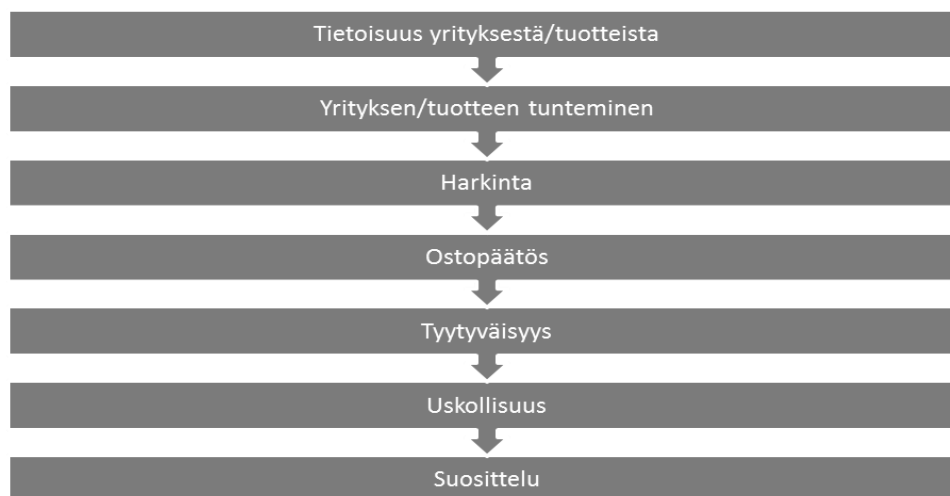 Tietoisuus yrityksestä/tuotteista
Yrityksen/tuotteen tunteminen
Harkinta
Ostopäätös
Tyytyväisyys
Uskollisuus
Suosittelu